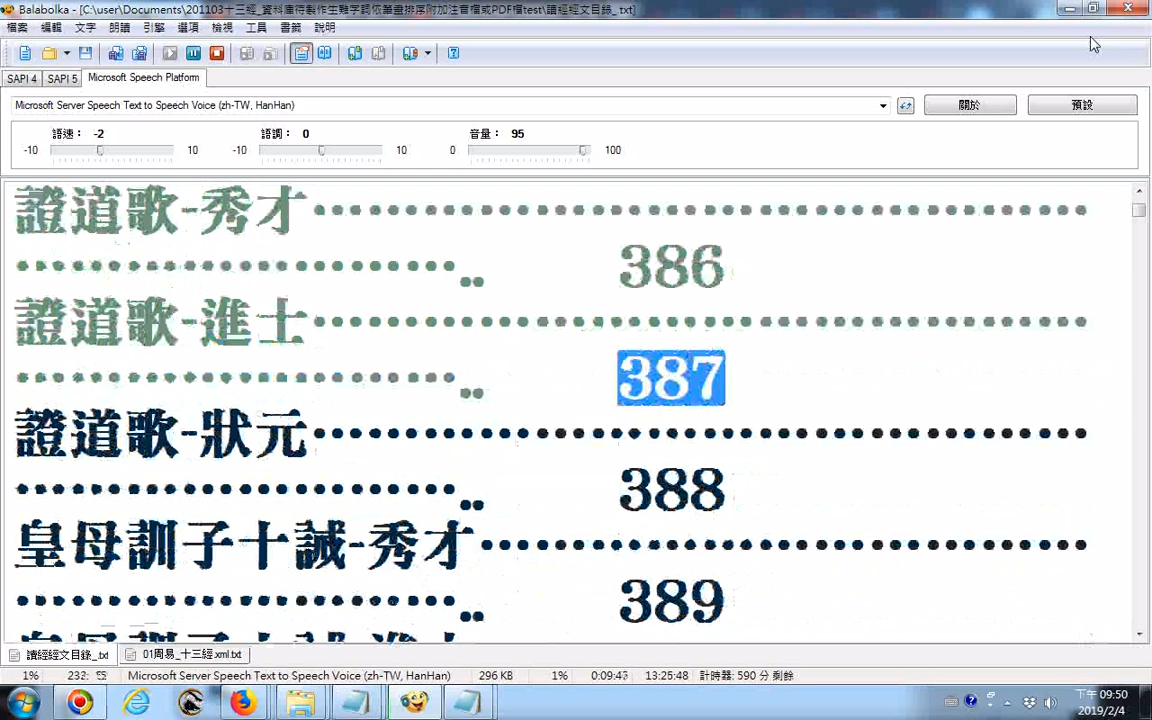 Balabolka - [C:\user\Documents\201103十三經_資料庫待製作生難字詞依筆畫排序附加注音檔或PDF檔test\讀經經文目錄_.txt]
檔案 編輯 文字 朗讀 引擎 選項 檢視 工具 書籤 說明
SAPI 4 SAPI 5 Microsoft Speech Platform
Microsoft Server Speech Text to Speech Voice (zh-TW, HanHan) 關於 預設
語速： -2 語調： 0 音量： 95
-10 10 -10 10 0 100
證道歌-秀才
386
證道歌-進士
387
證道歌-狀元
388
皇母訓子十誡-秀才
389
皇母訓子十誡-進士
讀經經文目錄_.txt 01周易_十三經.xml.txt
1% 232: Microsoft Server Speech Text to Speech Voice (zh-TW, HanHan) 296 KB 1% 13:25:48 計時器: 590 分 剩餘
下午 09:50
2019/2/4